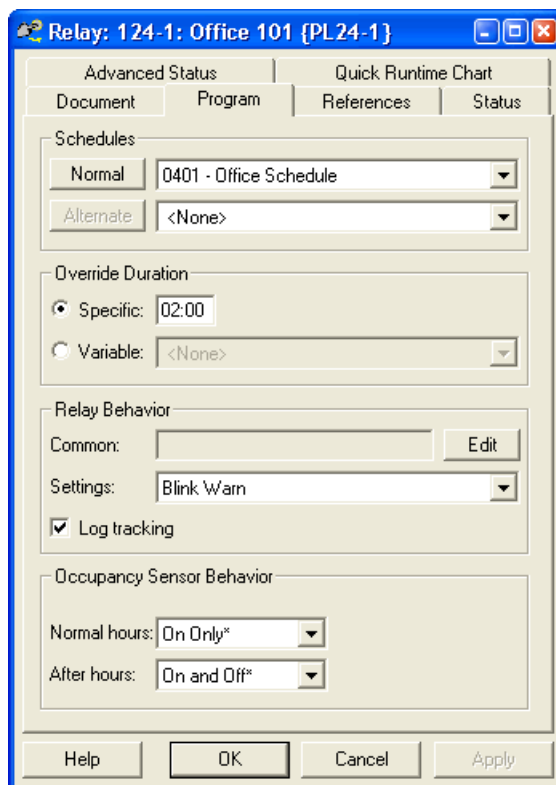 Relay: 124-1: Office 101 {PL24-1}
Advanced Status Quick Runtime Chart
Document Program References Status
Schedules
Normal 0401 - Office Schedule
Alternate <None>
Override Duration
Specific: 02:00
Variable: <None>
Relay Behavior
Common: Edit
Settings: Blink Warn
Log tracking
Occupancy Sensor Behavior
Normal hours: On Only*
After hours: On and Off*
Help OK Cancel Apply